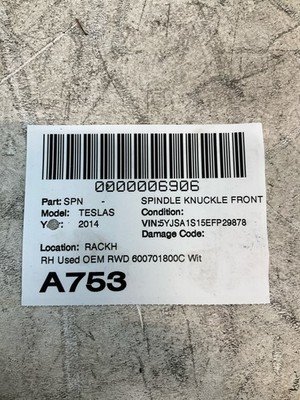 0000006906
Part: SPN - SPINDLE KNUCKLE FRONT
Model: TESLAS Condition:
Year: 2014 VIN:5YJSA1S15EFP29878
Damage Code:
Location: RACKH
RH Used OEM RWD 600701800C Wit
A753